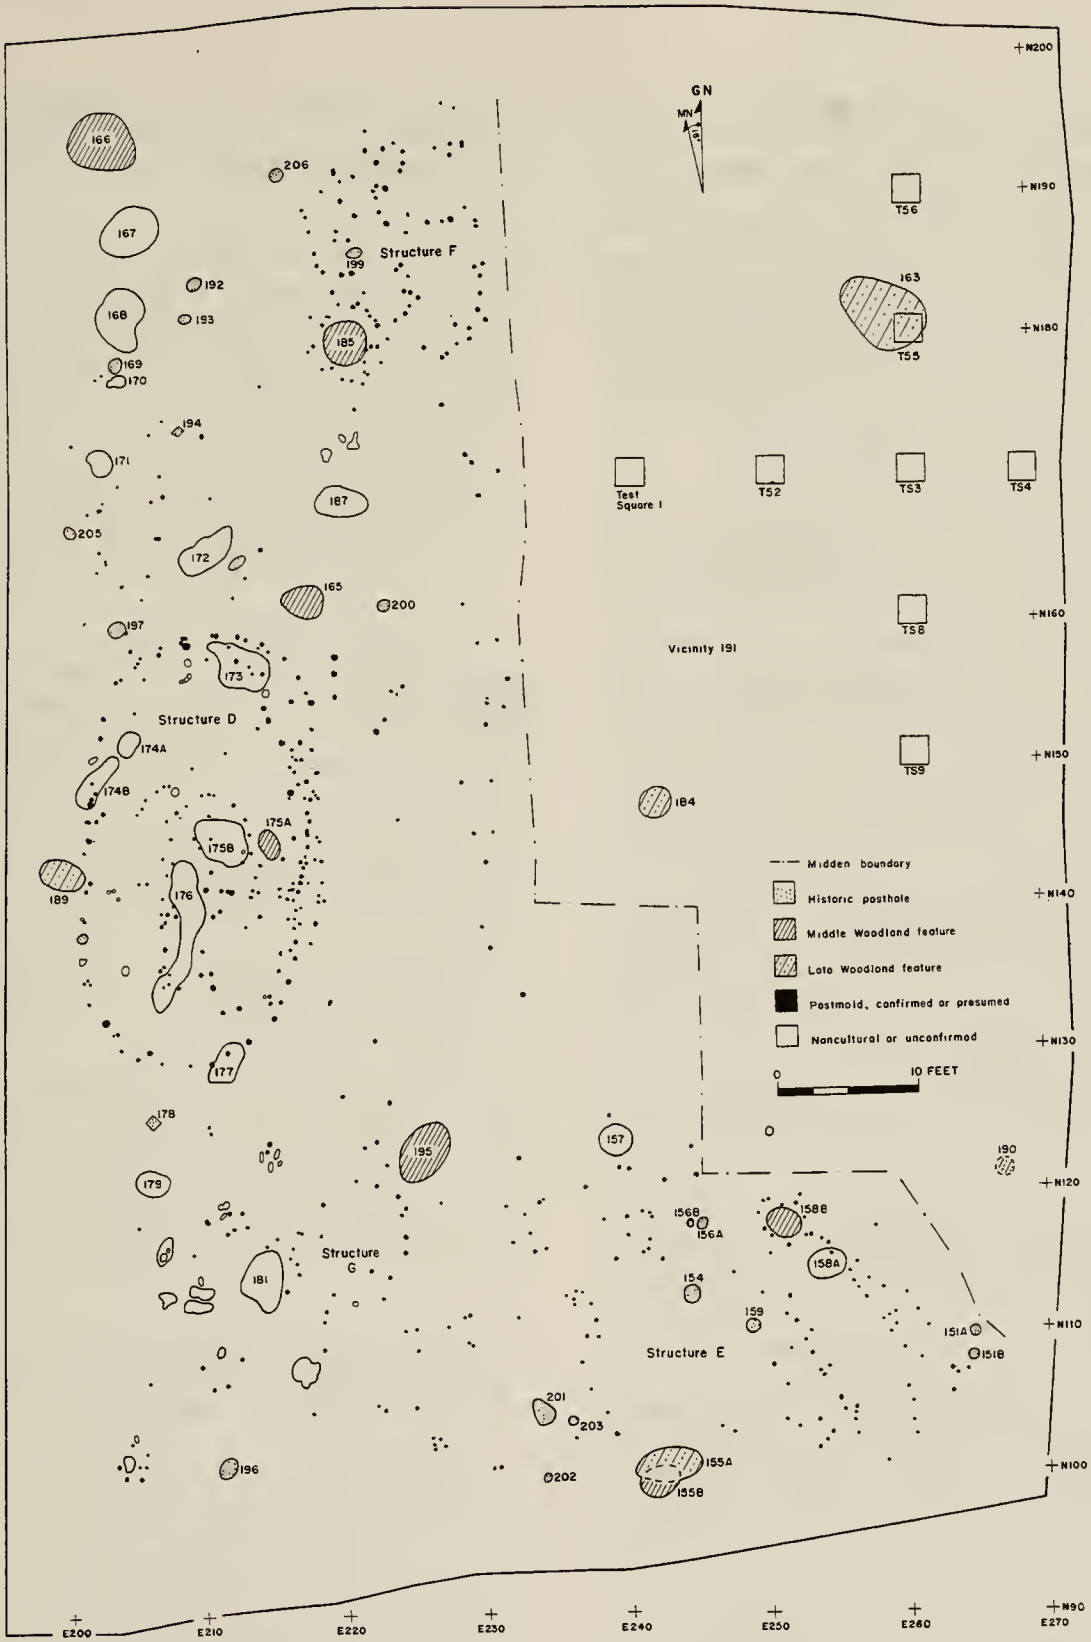 N200
GN
MN
16°
166
206
N190
TS6
167
Structure F
199
192
163
168
193
N180
185
TS5
169
170
194
171
Test
Square 1
TS2
TS3
TS4
187
205
172
165
200
N160
197
TS8
Vicinity 191
173
Structure D
174A
N150
TS9
174B
184
175A
175B
Midden boundary
189
176
N140
Historic posthole
Middle Woodland feature
Late Woodland feature
Postmold, confirmed or presumed
Noncultural or unconfirmed
N130
177
0
10 FEET
178
157
195
190
179
N120
156B
156A
158B
Structure
G
158A
181
154
159
151A
N110
151B
Structure E
201
203
155A
196
202
N100
155B
N90
E200
E210
E220
E230
E240
E250
E260
E270